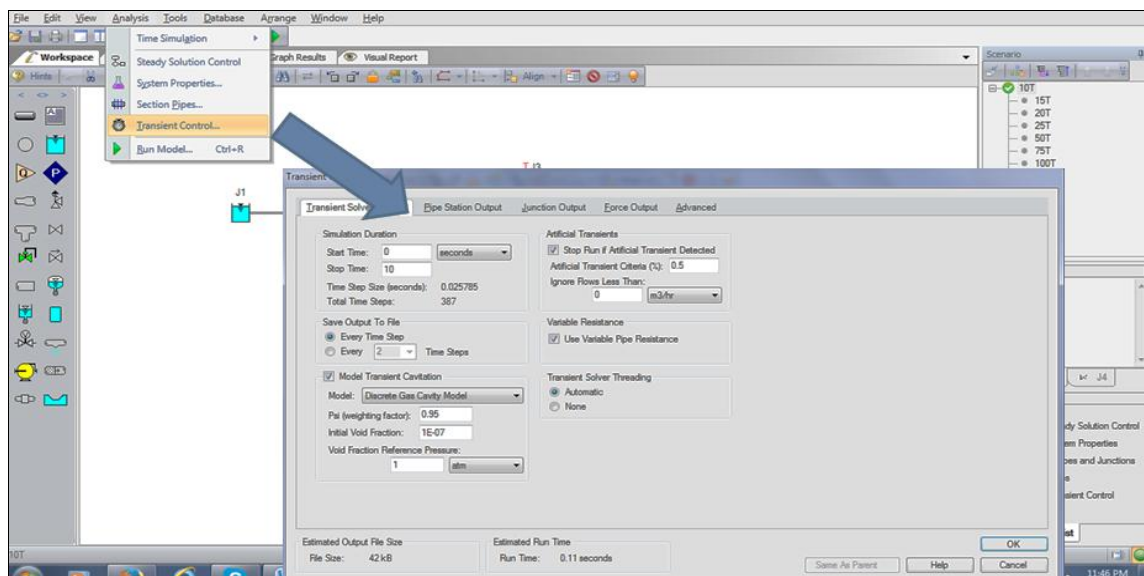 File Edit View Analysis Tools Database Arrange Window Help
Time Simulation
Steady Solution Control
System Properties...
Section Pipes...
Transient Control...
Run Model... Ctrl+R
Workspace
Graph Results Visual Report
Hints
Align
Scenario
10T
15T
20T
25T
50T
75T
100T
J1
J3
Transient
Transient Solve Pipe Station Output Junction Output Force Output Advanced
Simulation Duration
Start Time: 0 seconds
Stop Time: 10
Time Step Size (seconds): 0.025785
Total Time Steps: 387
Save Output To File
Every Time Step
Every 2 Time Steps
Model Transient Cavitation
Model: Discrete Gas Cavity Model
Psi (weighting factor): 0.95
Initial Void Fraction: 1E-07
Void Fraction Reference Pressure:
1 atm
Artificial Transients
Stop Run if Artificial Transient Detected
Artificial Transient Criteria (%): 0.5
Ignore Flows Less Than:
0 m3/hr
Variable Resistance
Use Variable Pipe Resistance
Transient Solver Threading
Automatic
None
Estimated Output File Size
File Size: 42 kB
Estimated Run Time
Run Time: 0.11 seconds
OK
Same As Parent Help Cancel
J4
dy Solution Control
em Properties
pes and Junctions
s
sient Control
ist
10T
11:46 PM